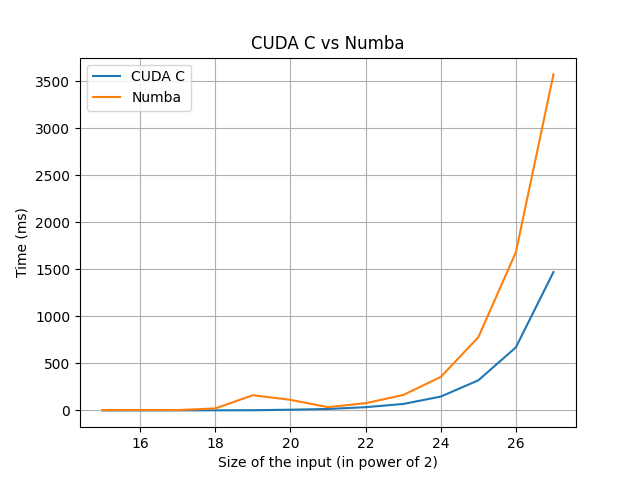 CUDA C vs Numba
CUDA C
Numba
Time (ms)
3500
3000
2500
2000
1500
1000
500
0
16 18 20 22 24 26
Size of the input (in power of 2)